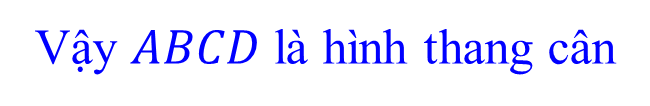 Vậy 𝐴𝐵𝐶𝐷 là hình thang cân